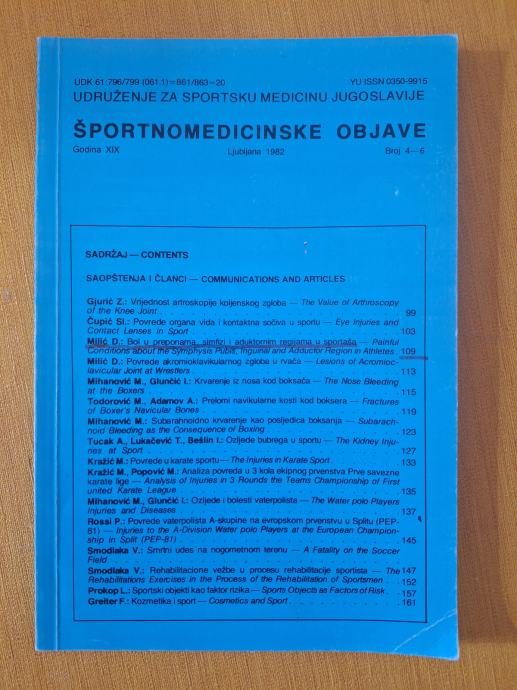 UDK 61:796/799 (061.1)=861/863=20 YU ISSN 0350-9915
UDRUŽENJE ZA SPORTSKU MEDICINU JUGOSLAVIJE
ŠPORTNOMEDICINSKE OBJAVE
Godina XIX Ljubljana 1982 Broj 4—6
SADRŽAJ — CONTENTS
SAOPŠTENJA I ČLANCI — COMMUNICATIONS AND ARTICLES
Gjurić Z.: Vrijednost artroskopije koljenskog zgloba — The Value of Arthroscopy
of the Knee Joint . . . . . . . . . . 99
Čupić Sl.: Povrede organa vida i kontaktna sočiva u sportu — Eye Injuries and
Contact Lenses in Sport . . . . . . . . . . 103
Milić D.: Bol u preponama, simfizi i aduktornim regijama u sportaša — Painful
Conditions about the Symphysis Pubis, Inguinal and Adductor Region in Athletes 109
Milić D.: Povrede akromioklavikularnog zgloba u rvača — Lesions of Acromioc-
lavicular Joint at Wrestlers . . . . . . . . . . 113
Mihanović M., Glunčić I.: Krvarenje iz nosa kod boksača — The Nose Bleeding
at the Boxers . . . . . . . . . . 115
Todorović M., Adamov A.: Prelomi navikularne kosti kod boksera — Fractures
of Boxer's Navicular Bones . . . . . . . . . . 119
Mihanović M.: Subarahnoidno krvarenje kao posljedica boksanja — Subarach-
noid Bleeding as the Consequence of Boxing . . . . . . . . . . 123
Tucak A., Lukačević T., Bešlin I.: Ozljede bubrega u sportu — The Kidney Inju-
ries at Sport . . . . . . . . . . 127
Kražić M.: Povrede u karate sportu — The Injuries in Karate Sport . . . . 133
Kražić M., Popović M.: Analiza povreda u 3 kola ekipnog prvenstva Prve savezne
karate lige — Analysis of Injuries in 3 Rounds the Teams Championship of First
united Karate League . . . . . . . . . . 135
Mihanović M., Glunčić I.: Ozljede i bolesti vaterpolista — The Water polo Players
Injuries and Diseases . . . . . . . . . . 137
Rossi P.: Povrede vaterpolista A-skupine na evropskom prvenstvu u Splitu (PEP-
81) — Injuries to the A-Division Water polo Players at the European Champion-
ship in Split (PEP-81) . . . . . . . . . . 145
Smodlaka V.: Smrtni udes na nogometnom terenu — A Fatality on the Soccer
Field . . . . . . . . . . 147
Smodlaka V.: Rehabilitacione vežbe u procesu rehabilitacije sportista — The
Rehabilitations Exercises in the Process of the Rehabilitation of Sportsmen . . 152
Prokop L.: Sportski objekti kao faktor rizika — Sports Objects as Factors of Risk . 157
Greiter F.: Kozmetika i sport — Cosmetics and Sport . . . . . . . . . . 161